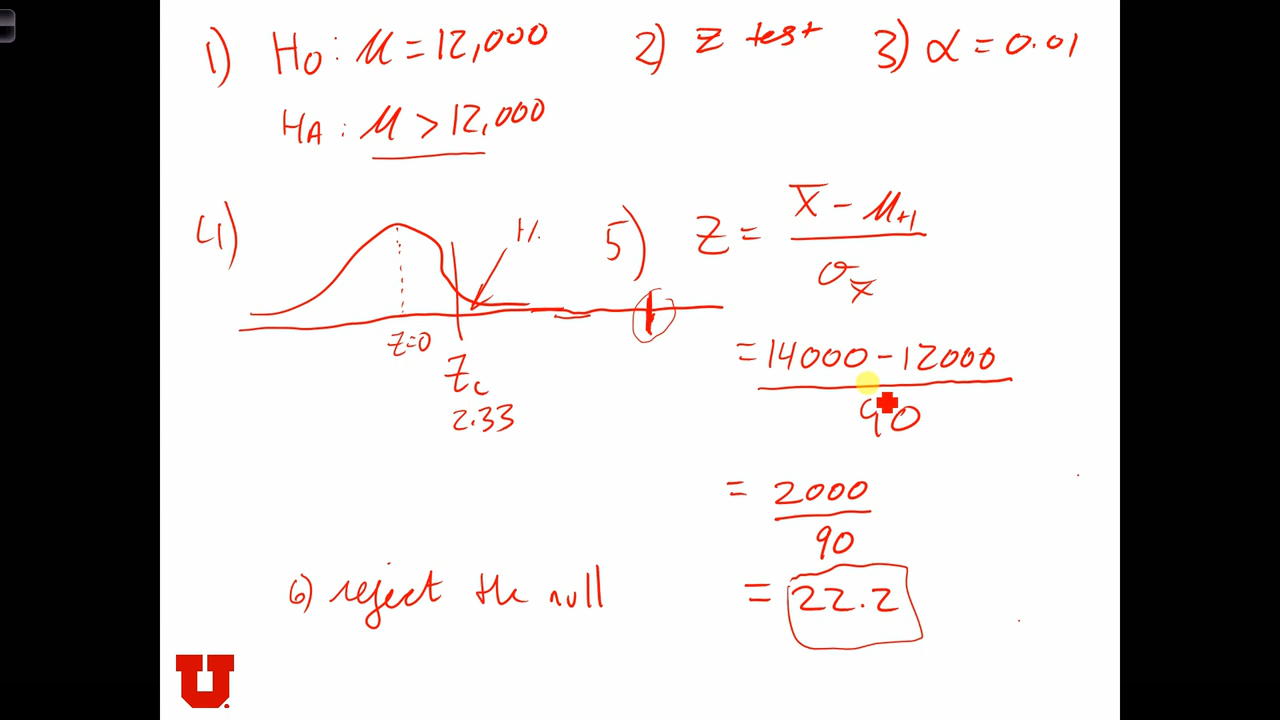 1) H0 : μ = 12,000
HA : μ > 12,000
2) z test
3) α = 0.01
4)
z=0
Zc
2.33
5) Z = (x̄ - μH) / σx̄
= 14000 - 12000
90
= 2000
90
= 22.2
6) reject the null
U